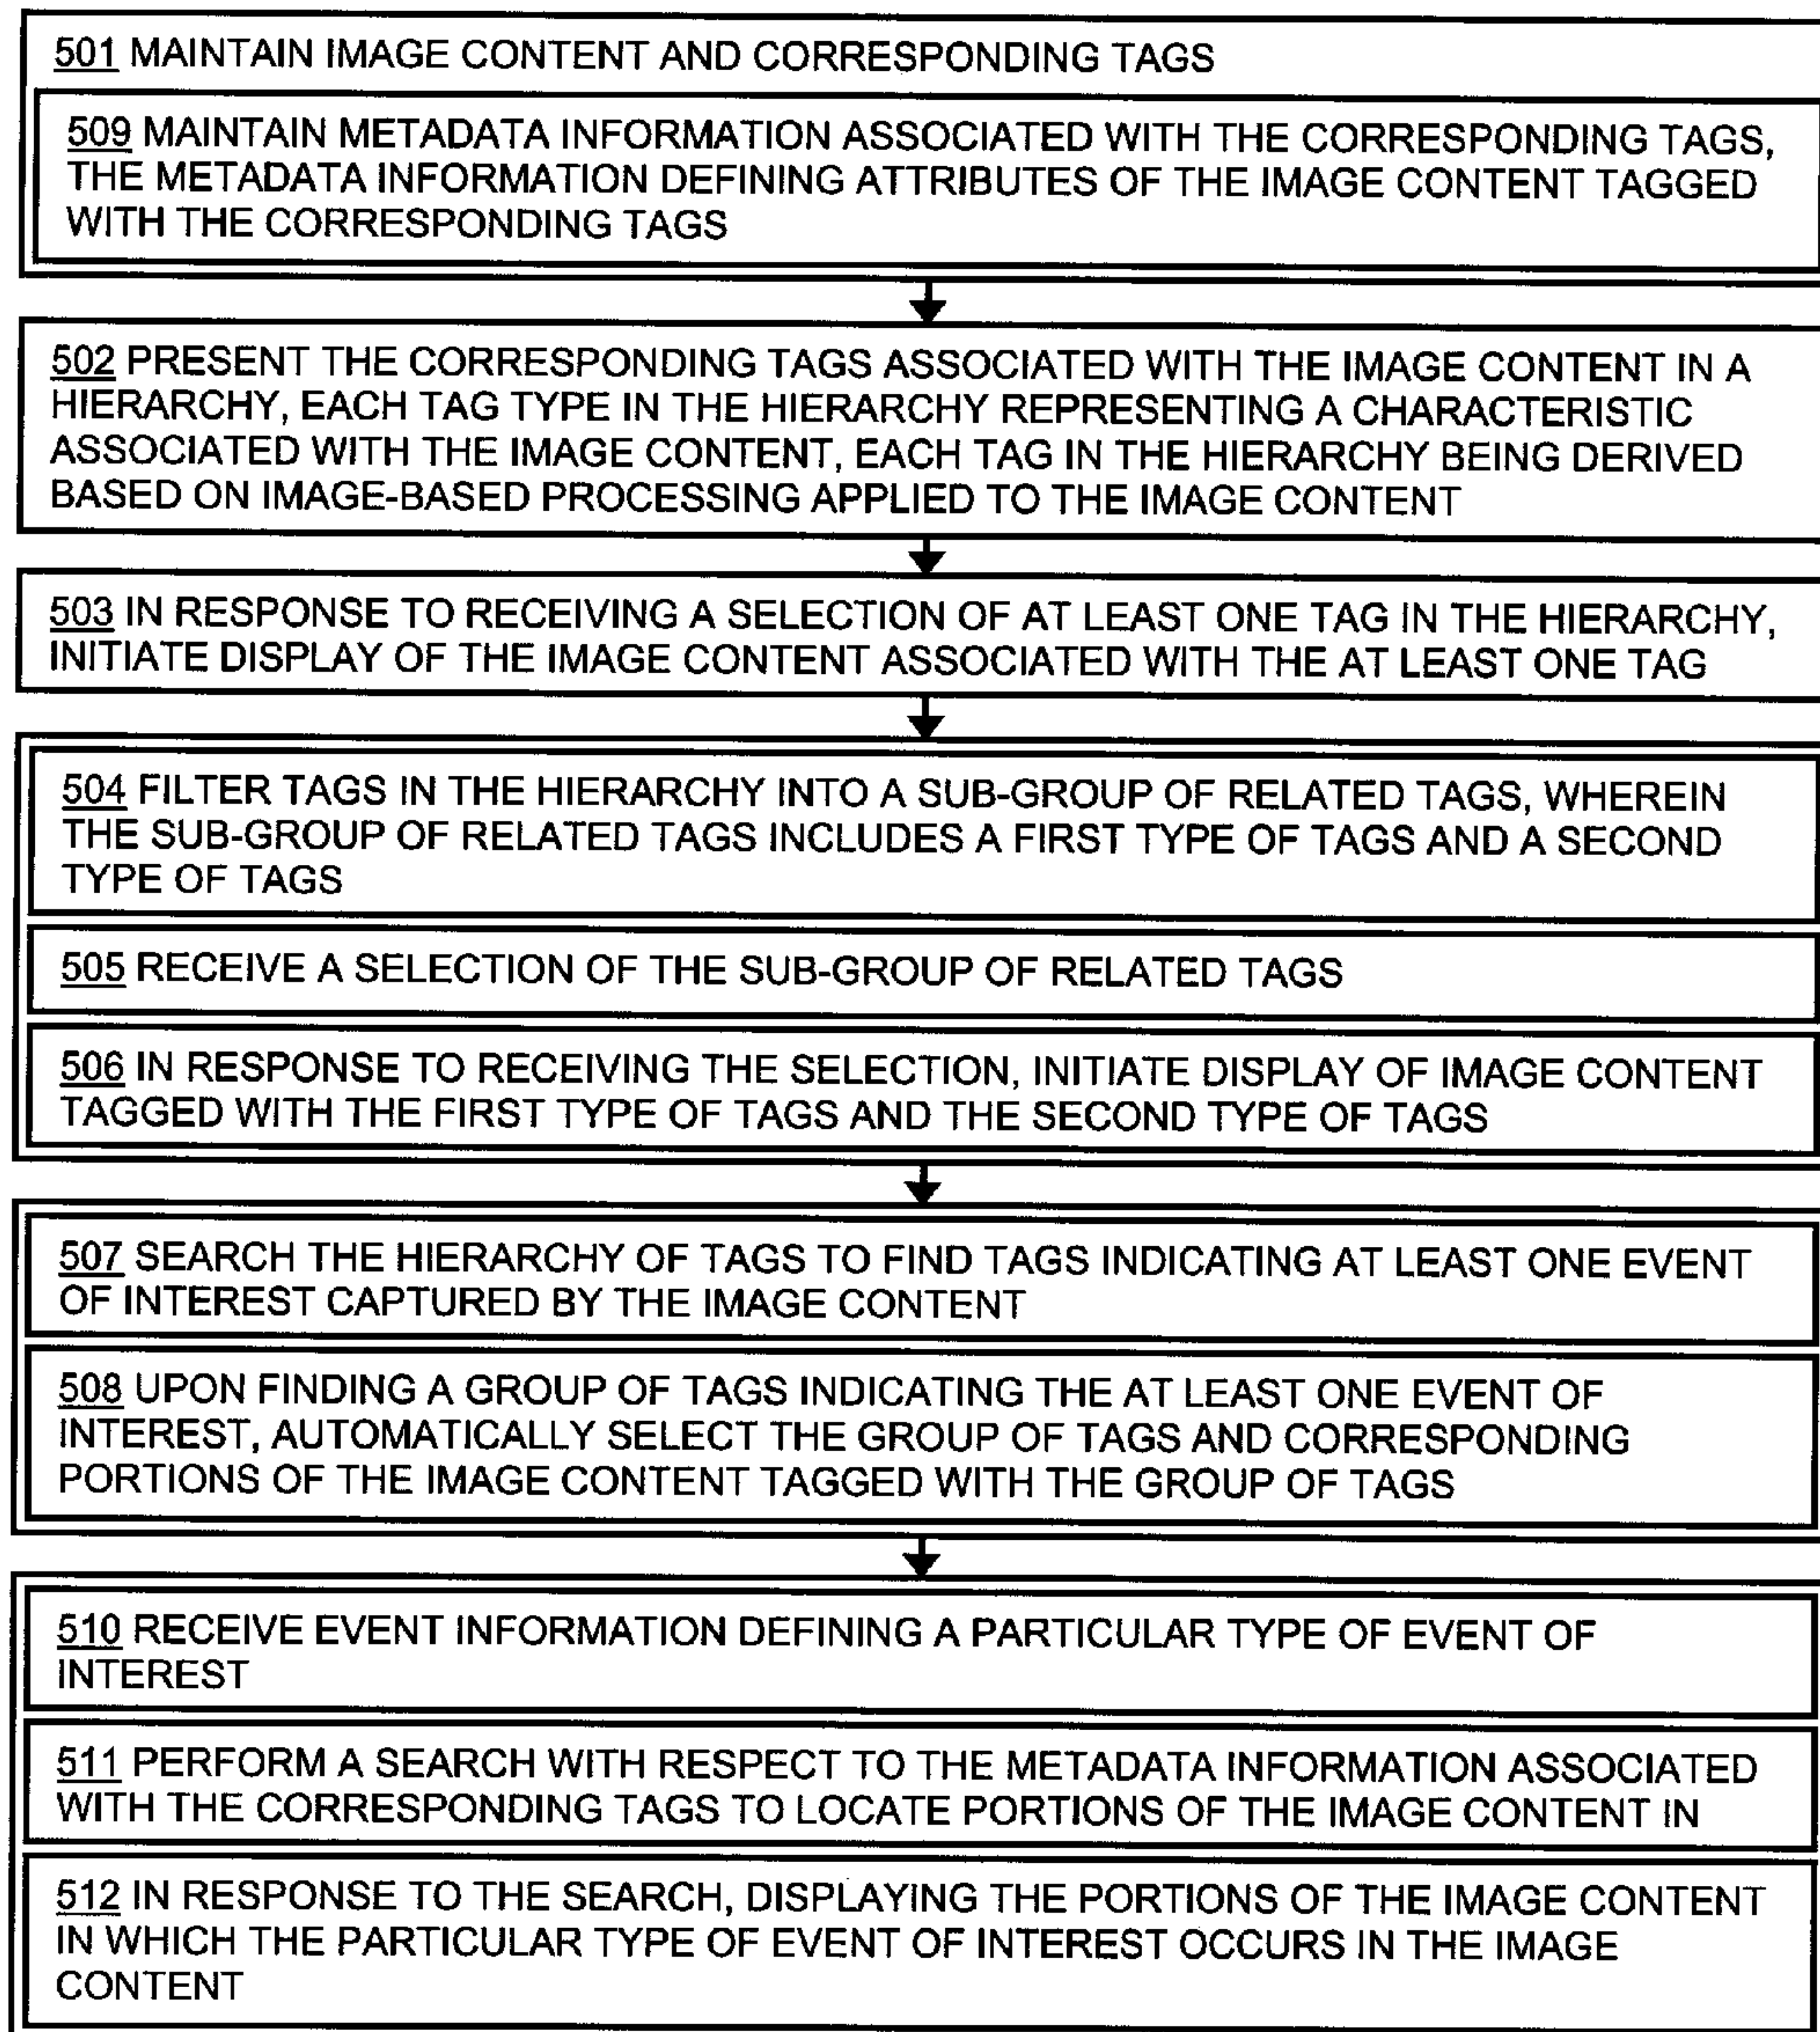 501 MAINTAIN IMAGE CONTENT AND CORRESPONDING TAGS
509 MAINTAIN METADATA INFORMATION ASSOCIATED WITH THE CORRESPONDING TAGS,
THE METADATA INFORMATION DEFINING ATTRIBUTES OF THE IMAGE CONTENT TAGGED
WITH THE CORRESPONDING TAGS
502 PRESENT THE CORRESPONDING TAGS ASSOCIATED WITH THE IMAGE CONTENT IN A
HIERARCHY, EACH TAG TYPE IN THE HIERARCHY REPRESENTING A CHARACTERISTIC
ASSOCIATED WITH THE IMAGE CONTENT, EACH TAG IN THE HIERARCHY BEING DERIVED
BASED ON IMAGE-BASED PROCESSING APPLIED TO THE IMAGE CONTENT
503 IN RESPONSE TO RECEIVING A SELECTION OF AT LEAST ONE TAG IN THE HIERARCHY,
INITIATE DISPLAY OF THE IMAGE CONTENT ASSOCIATED WITH THE AT LEAST ONE TAG
504 FILTER TAGS IN THE HIERARCHY INTO A SUB-GROUP OF RELATED TAGS, WHEREIN
THE SUB-GROUP OF RELATED TAGS INCLUDES A FIRST TYPE OF TAGS AND A SECOND
TYPE OF TAGS
505 RECEIVE A SELECTION OF THE SUB-GROUP OF RELATED TAGS
506 IN RESPONSE TO RECEIVING THE SELECTION, INITIATE DISPLAY OF IMAGE CONTENT
TAGGED WITH THE FIRST TYPE OF TAGS AND THE SECOND TYPE OF TAGS
507 SEARCH THE HIERARCHY OF TAGS TO FIND TAGS INDICATING AT LEAST ONE EVENT
OF INTEREST CAPTURED BY THE IMAGE CONTENT
508 UPON FINDING A GROUP OF TAGS INDICATING THE AT LEAST ONE EVENT OF
INTEREST, AUTOMATICALLY SELECT THE GROUP OF TAGS AND CORRESPONDING
PORTIONS OF THE IMAGE CONTENT TAGGED WITH THE GROUP OF TAGS
510 RECEIVE EVENT INFORMATION DEFINING A PARTICULAR TYPE OF EVENT OF
INTEREST
511 PERFORM A SEARCH WITH RESPECT TO THE METADATA INFORMATION ASSOCIATED
WITH THE CORRESPONDING TAGS TO LOCATE PORTIONS OF THE IMAGE CONTENT IN
512 IN RESPONSE TO THE SEARCH, DISPLAYING THE PORTIONS OF THE IMAGE CONTENT
IN WHICH THE PARTICULAR TYPE OF EVENT OF INTEREST OCCURS IN THE IMAGE
CONTENT